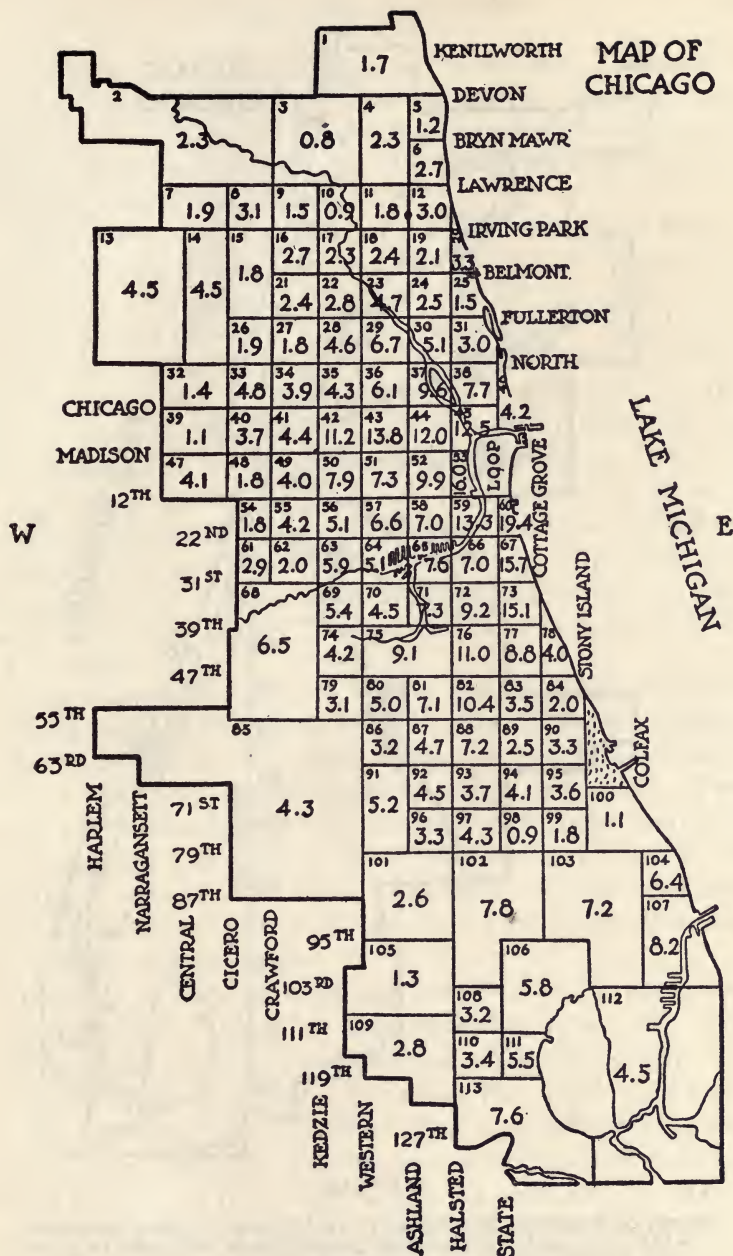 MAP OF
CHICAGO
1 KENILWORTH
1.7
DEVON
2 3 4 5
2.3 0.8 2.3 1.2
BRYN MAWR
6
2.7
LAWRENCE
7 8 9 10 11 12
1.9 3.1 1.5 0.9 1.8 3.0
IRVING PARK
13 14 15 16 17 18 19
4.5 4.5 1.8 2.7 2.3 2.4 2.1 3.3
BELMONT
21 22 23 24 25
2.4 2.8 4.7 2.5 1.5
FULLERTON
26 27 28 29 30 31
1.9 1.8 4.6 6.7 5.1 3.0
NORTH
32 33 34 35 36 37 38
1.4 4.8 3.9 4.3 6.1 9.6 7.7
CHICAGO
4.2
39 40 41 42 43 44
1.1 3.7 4.4 11.2 13.8 12.0
MADISON
47 48 49 50 51 52 53
4.1 1.8 4.0 7.9 7.3 9.9 16.0
LOOP
12TH
54 55 56 57 58 59 60
1.8 4.2 5.1 6.6 7.0 13.3 19.4
COTTAGE GROVE
LAKE MICHIGAN
W
E
22ND
61 62 63 64 65 66 67
2.9 2.0 5.9 5.1 7.6 7.0 15.7
31ST
68 69 70 71 72 73
6.5 5.4 4.5 7.3 9.2 15.1
39TH
74 75 76 77 78
4.2 9.1 11.0 8.8 4.0
STONY ISLAND
47TH
79 80 81 82 83 84
3.1 5.0 7.1 10.4 3.5 2.0
55TH
85 86 87 88 89 90
4.3 3.2 4.7 7.2 2.5 3.3
63RD
COLFAX
91 92 93 94 95
5.2 4.5 3.7 4.1 3.6
100
1.1
71ST
96 97 98 99
3.3 4.3 0.9 1.8
79TH
101 102 103 104
2.6 7.8 7.2 6.4
87TH
107
8.2
95TH
105 106
1.3 5.8
103RD
108 112
3.2 4.5
111TH
109 110 111
2.8 3.4 5.5
119TH
113
7.6
127TH
HARLEM
NARRAGANSETT
CENTRAL
CICERO
CRAWFORD
KEDZIE
WESTERN
ASHLAND
HALSTED
STATE